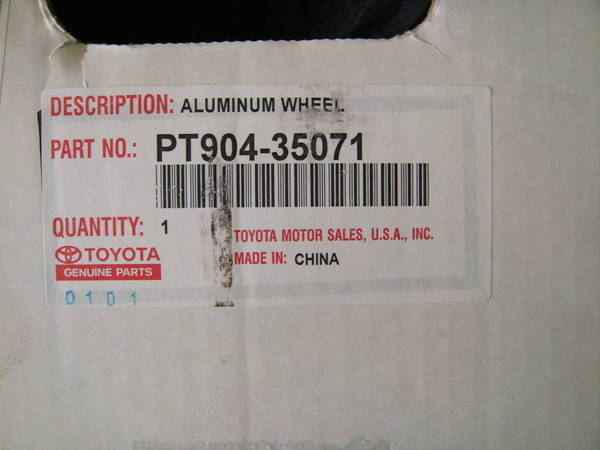 DESCRIPTION: ALUMINUM WHEEL
PART NO.: PT904-35071
QUANTITY: 1
TOYOTA MOTOR SALES, U.S.A., INC.
TOYOTA
GENUINE PARTS
MADE IN: CHINA
0101